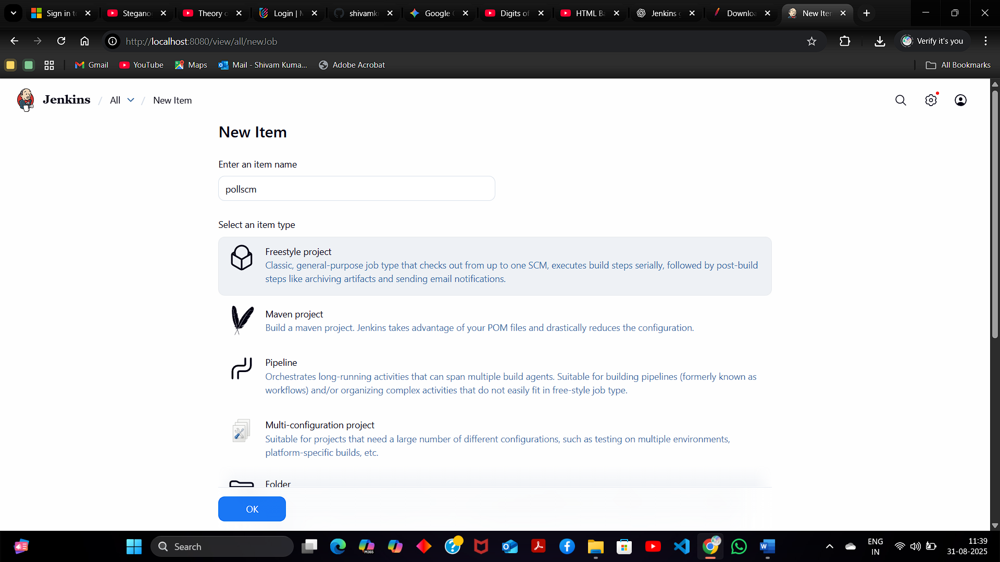 Sign in to
Stegano
Theory o
Login | M
shivamk
Google C
Digits of
HTML Ba
Jenkins g
Downloa
New Item
http://localhost:8080/view/all/newJob
Verify it's you
Gmail
YouTube
Maps
Mail - Shivam Kuma...
Adobe Acrobat
All Bookmarks
Jenkins / All / New Item
New Item
Enter an item name
pollscm
Select an item type
Freestyle project
Classic, general-purpose job type that checks out from up to one SCM, executes build steps serially, followed by post-build
steps like archiving artifacts and sending email notifications.
Maven project
Build a maven project. Jenkins takes advantage of your POM files and drastically reduces the configuration.
Pipeline
Orchestrates long-running activities that can span multiple build agents. Suitable for building pipelines (formerly known as
workflows) and/or organizing complex activities that do not easily fit in free-style job type.
Multi-configuration project
Suitable for projects that need a large number of different configurations, such as testing on multiple environments,
platform-specific builds, etc.
Folder
OK
Search
M365
ENG
IN
11:39
31-08-2025